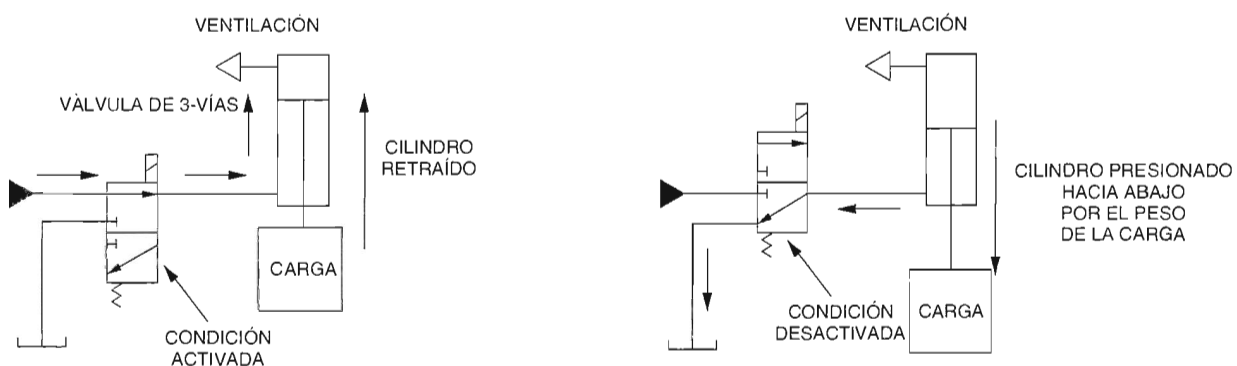 VENTILACIÓN
VÀLVULA DE 3-VÍAS
CILINDRO
RETRAÍDO
CARGA
CONDICIÓN
ACTIVADA
VENTILACIÓN
CILINDRO PRESIONADO
HACIA ABAJO
POR EL PESO
DE LA CARGA
CONDICIÓN
DESACTIVADA
CARGA